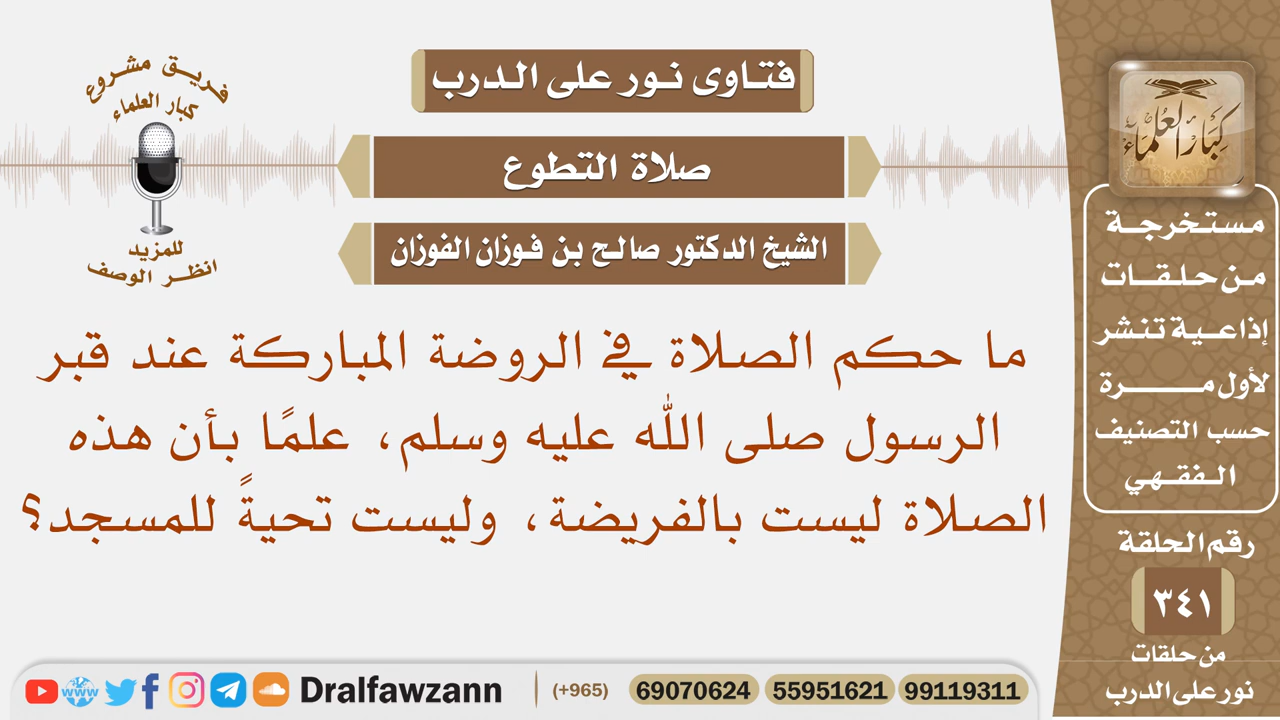 فتاوى نور على الدرب
صلاة التطوع
الشيخ الدكتور صالح بن فوزان الفوزان
ما حكم الصلاة في الروضة المباركة عند قبر
الرسول صلى الله عليه وسلم، علمًا بأن هذه
الصلاة ليست بالفريضة، وليست تحيةً للمسجد؟
فريق مشروع
كبار العلماء
للمزيد
انظر الوصف
كبار العلماء
مستخرجة
من حلقات
إذاعية تنشر
لأول مرة
حسب التصنيف
الفقهي
رقم الحلقة
٣٤١
من حلقات
نور على الدرب
www Dralfawzann (+965) 69070624 55951621 99119311